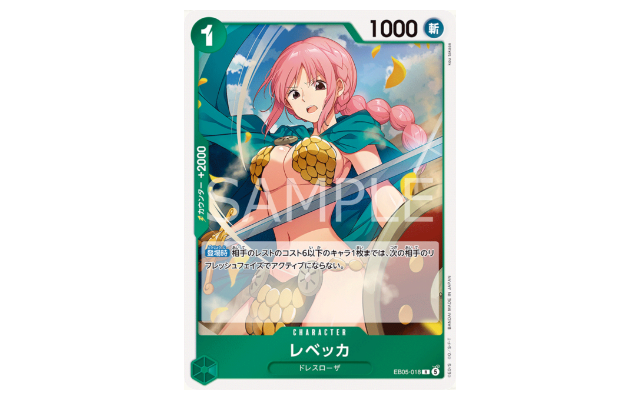 1
1000
斬
カウンター +2000
SAMPLE
登場時 相手のレストのコスト6以下のキャラ1枚までは、次の相手のリ
フレッシュフェイズでアクティブにならない。
CHARACTER
レベッカ
ドレスローザ
EB05-018 R